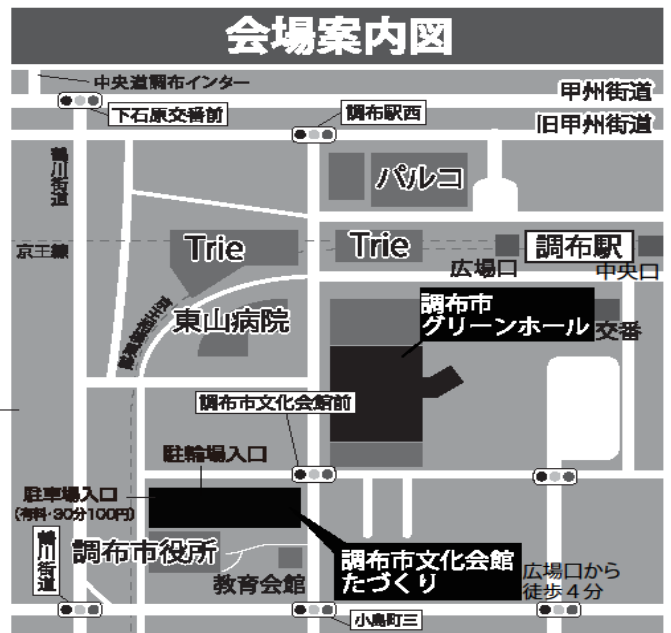 会場案内図
中央道調布インター
甲州街道
下石原交番前
調布駅西
旧甲州街道
鶴川街道
パルコ
京王線
Trie
Trie
調布駅
広場口
中央口
調布市
グリーンホール
交番
東山病院
調布市文化会館前
駐輪場入口
駐車場入口
(有料・30分100円)
鶴川街道
調布市役所
教育会館
調布市文化会館
たづくり
広場口から
徒歩4分
小島町三